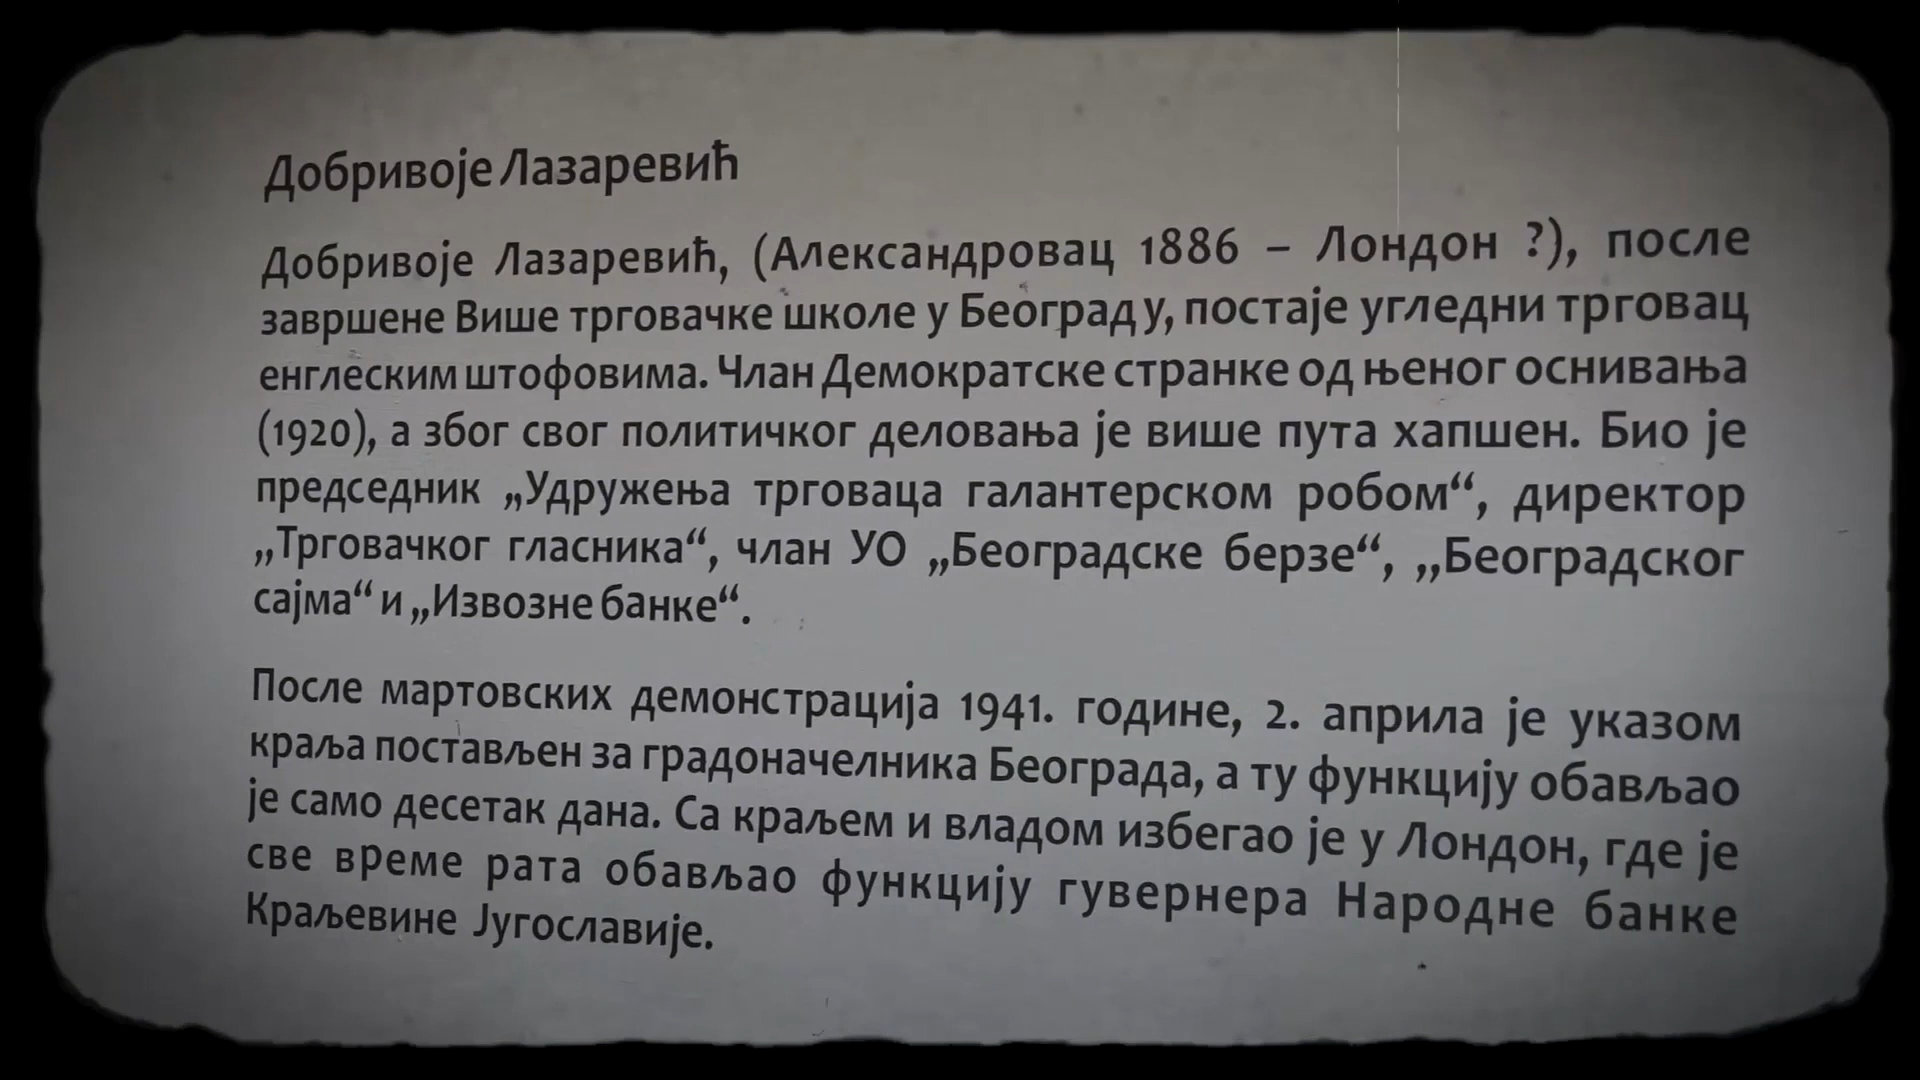 Добривоје Лазаревић
Добривоје Лазаревић, (Александровац 1886 – Лондон ?), после
завршене Више трговачке школе у Београду, постаје угледни трговац
енглеским штофовима. Члан Демократске странке од њеног оснивања
(1920), а због свог политичког деловања је више пута хапшен. Био је
председник „Удружења трговаца галантерском робом“, директор
„Трговачког гласника“, члан УО „Београдске берзе“, „Београдског
сајма“ и „Извозне банке“.
После мартовских демонстрација 1941. године, 2. априла је указом
краља постављен за градоначелника Београда, а ту функцију обављао
је само десетак дана. Са краљем и владом избегао је у Лондон, где је
све време рата обављао функцију гувернера Народне банке
Краљевине Југославије.